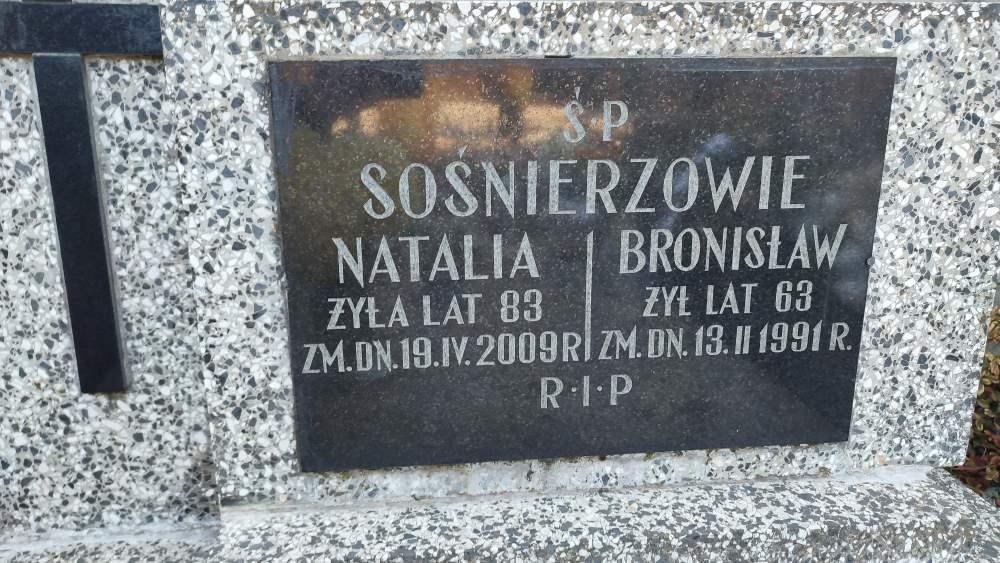 Ś.P
SOŚNIERZOWIE
NATALIA
ŻYŁA LAT 83
ZM. DN. 19. IV. 2009 R.
BRONISŁAW
ŻYŁ LAT 63
ZM. DN. 13. II 1991 R.
R·I·P